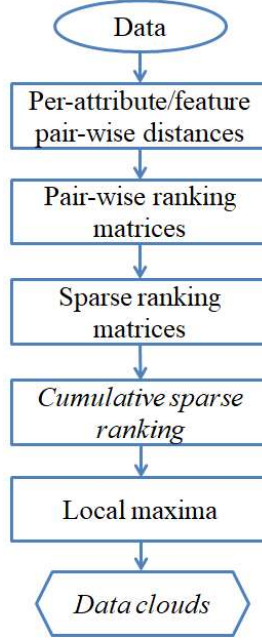 Data
Per-attribute/feature
pair-wise distances
Pair-wise ranking
matrices
Sparse ranking
matrices
Cumulative sparse
ranking
Local maxima
Data clouds